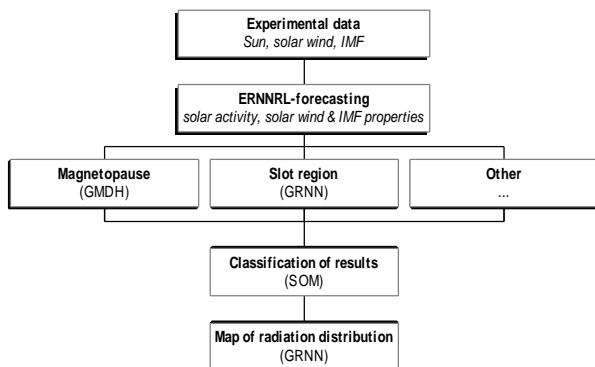 Experimental data
Sun, solar wind, IMF
ERNNRL-forecasting
solar activity, solar wind & IMF properties
Magnetopause
(GMDH)
Slot region
(GRNN)
Other
...
Classification of results
(SOM)
Map of radiation distribution
(GRNN)